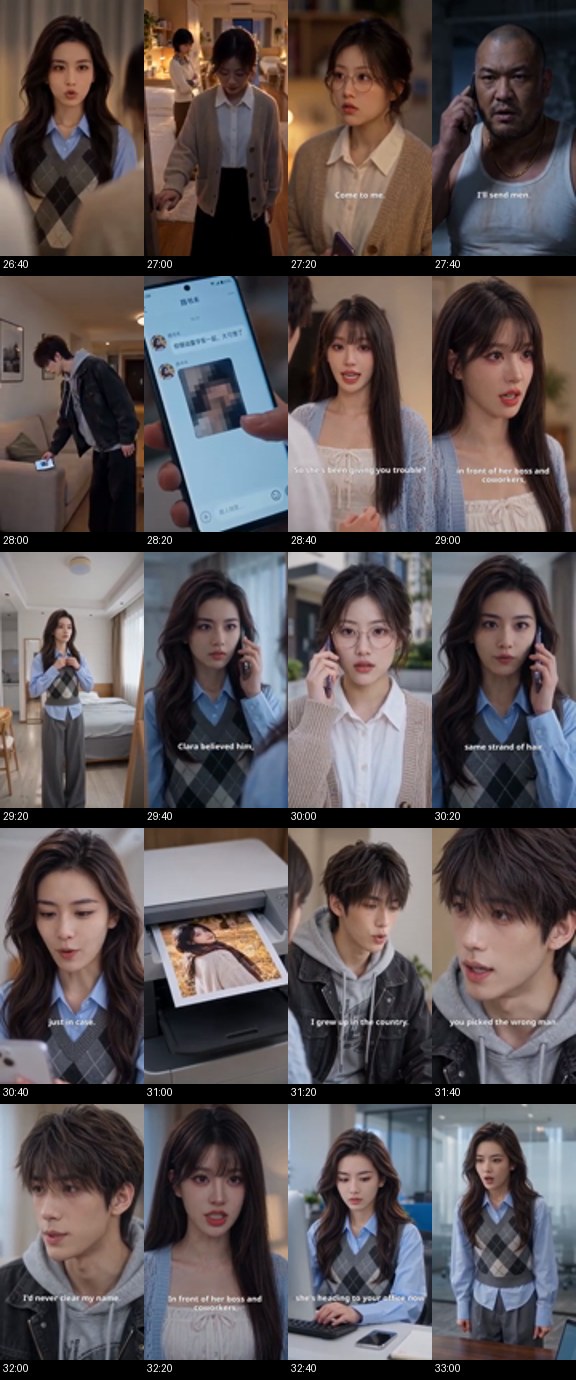 26:40
27:00
Come to me.
27:20
I'll send men.
27:40
28:00
28:20
So she's been giving you trouble?
28:40
in front of her boss and
coworkers,
29:00
29:20
Clara believed him,
29:40
30:00
same strand of hair
30:20
just in case.
30:40
31:00
I grew up in the country.
31:20
you picked the wrong man.
31:40
I'd never clear my name.
32:00
In front of her boss and
coworkers,
32:20
she's heading to your office now
32:40
33:00